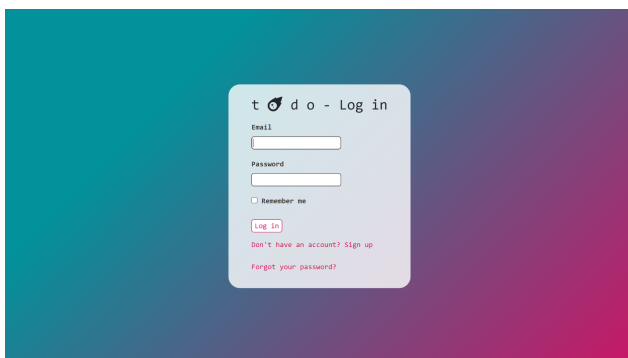 t o d o - Log in
Email
Password
Remember me
Log in
Don't have an account? Sign up
Forgot your password?